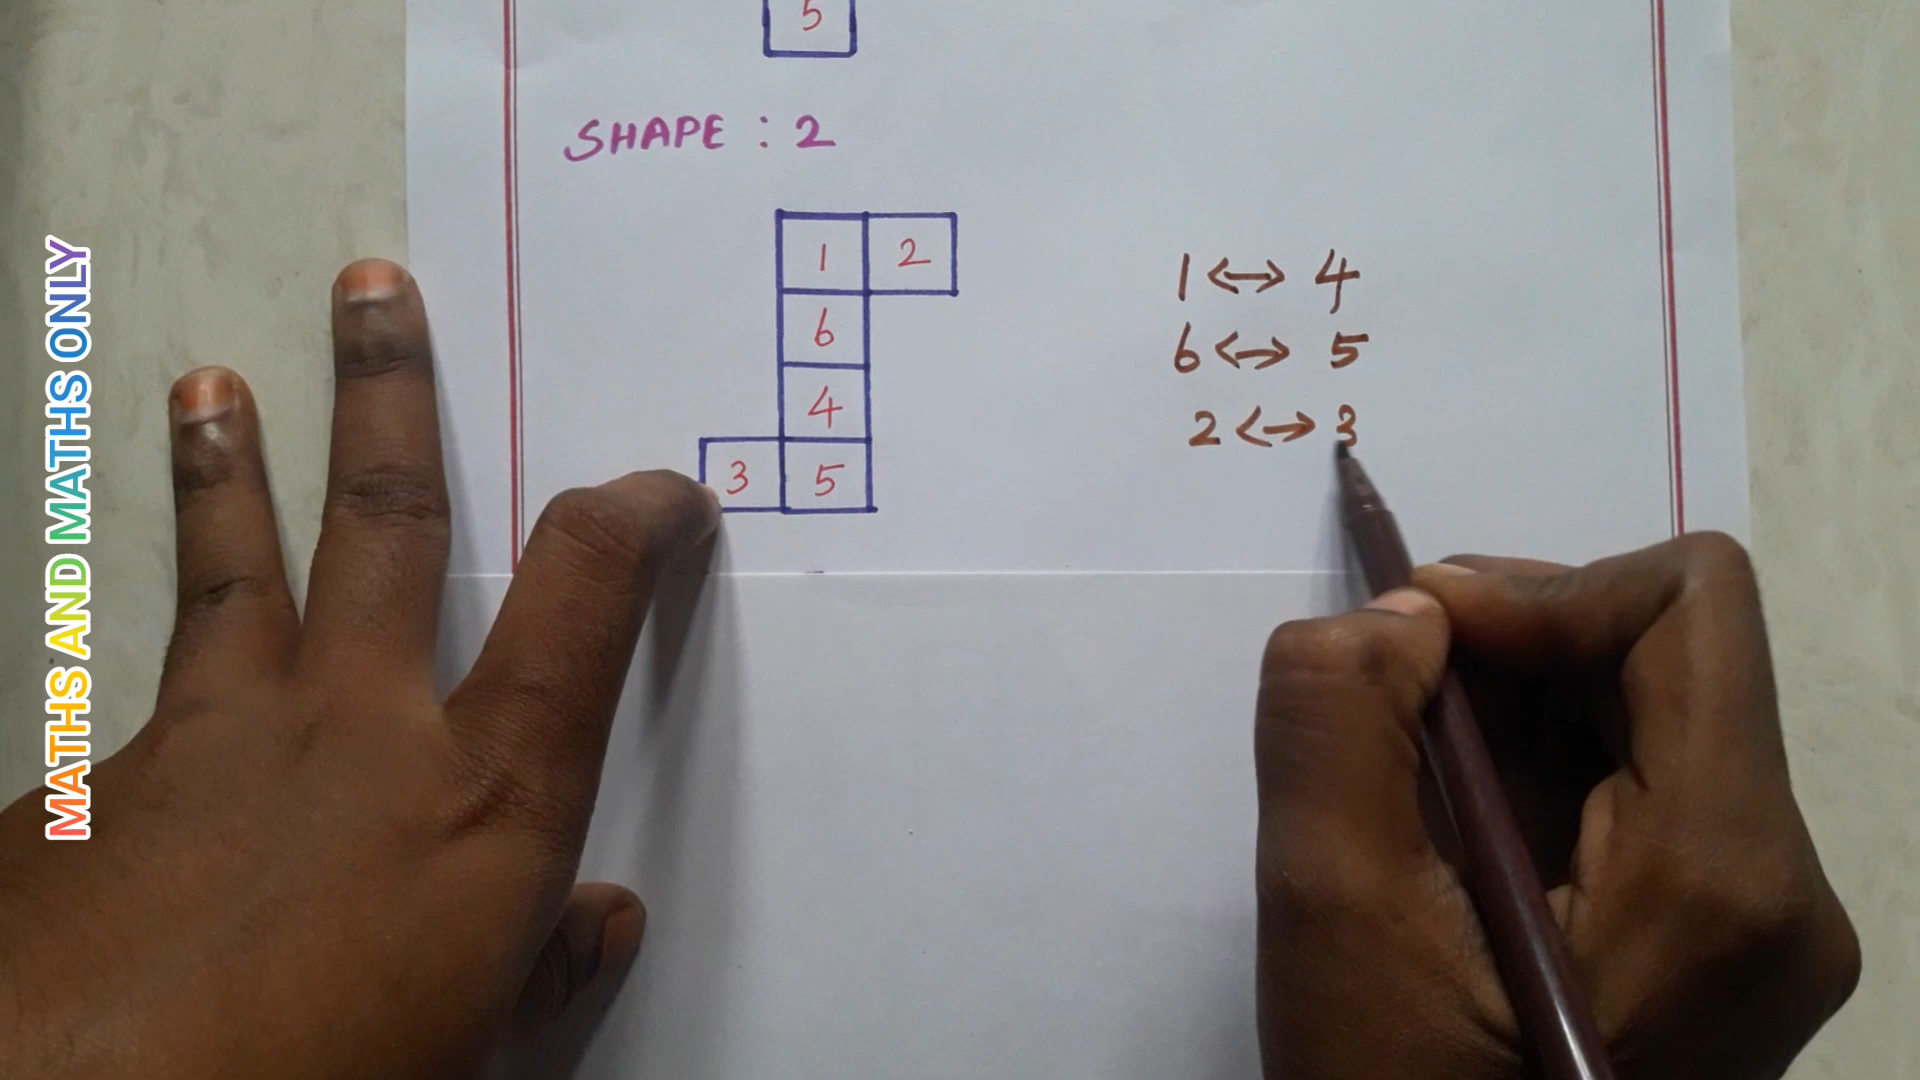 5
SHAPE : 2
1 2
6
4
3 5
1 ↔ 4
6 ↔ 5
2 ↔ 3
MATHS AND MATHS ONLY